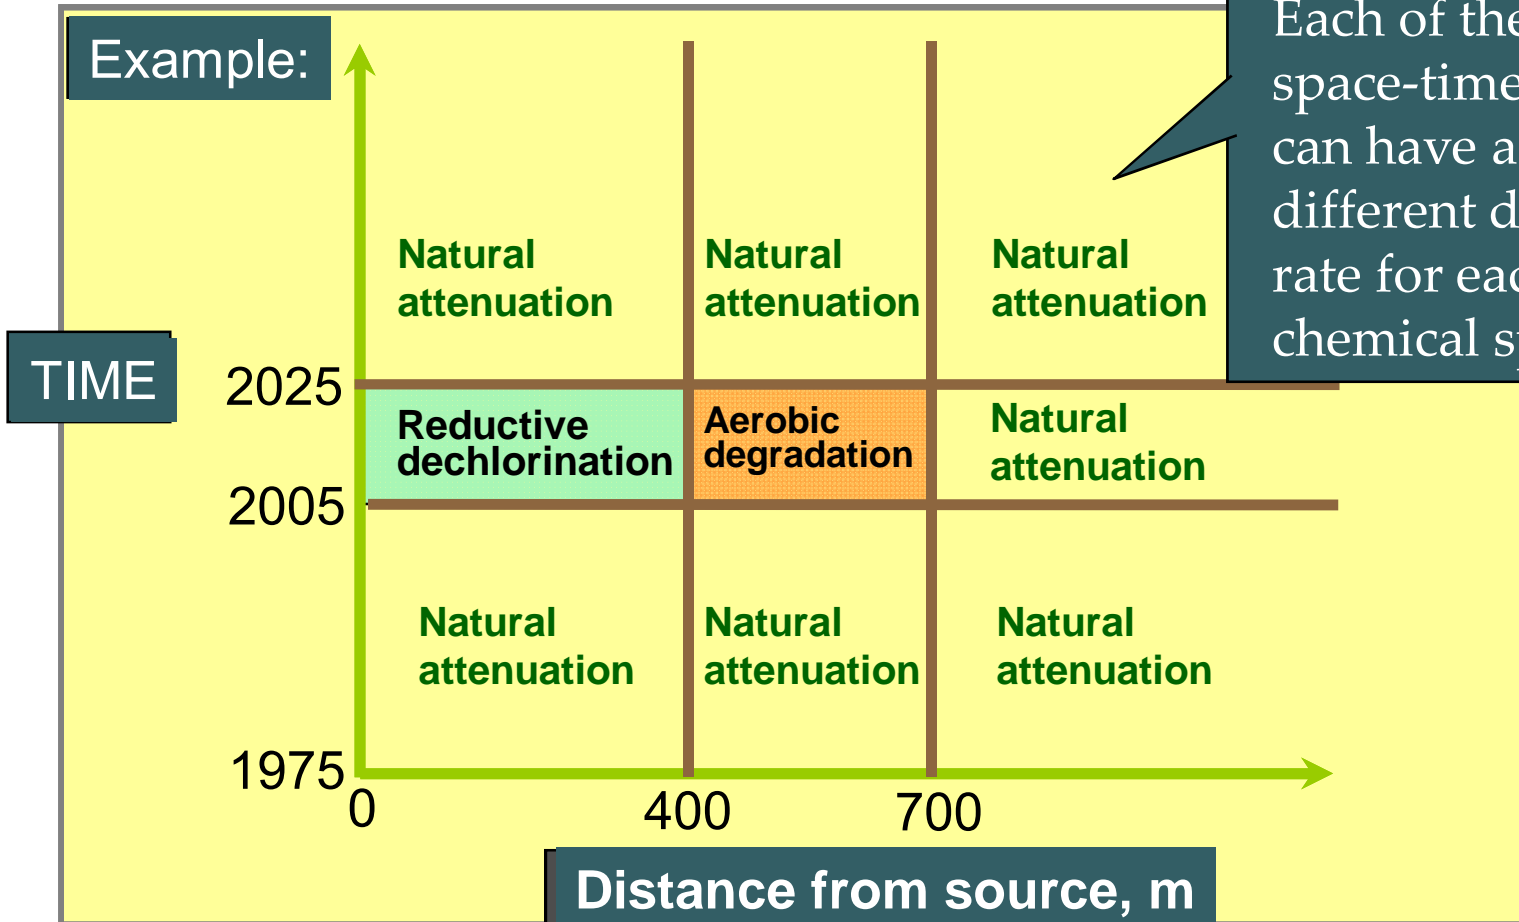 Example:
Each of the
space-time
can have a
different d
rate for eac
chemical s
Natural
attenuation
Natural
attenuation
Natural
attenuation
TIME
2025
Reductive
dechlorination
Aerobic
degradation
Natural
attenuation
2005
Natural
attenuation
Natural
attenuation
Natural
attenuation
1975
0
400
700
Distance from source, m